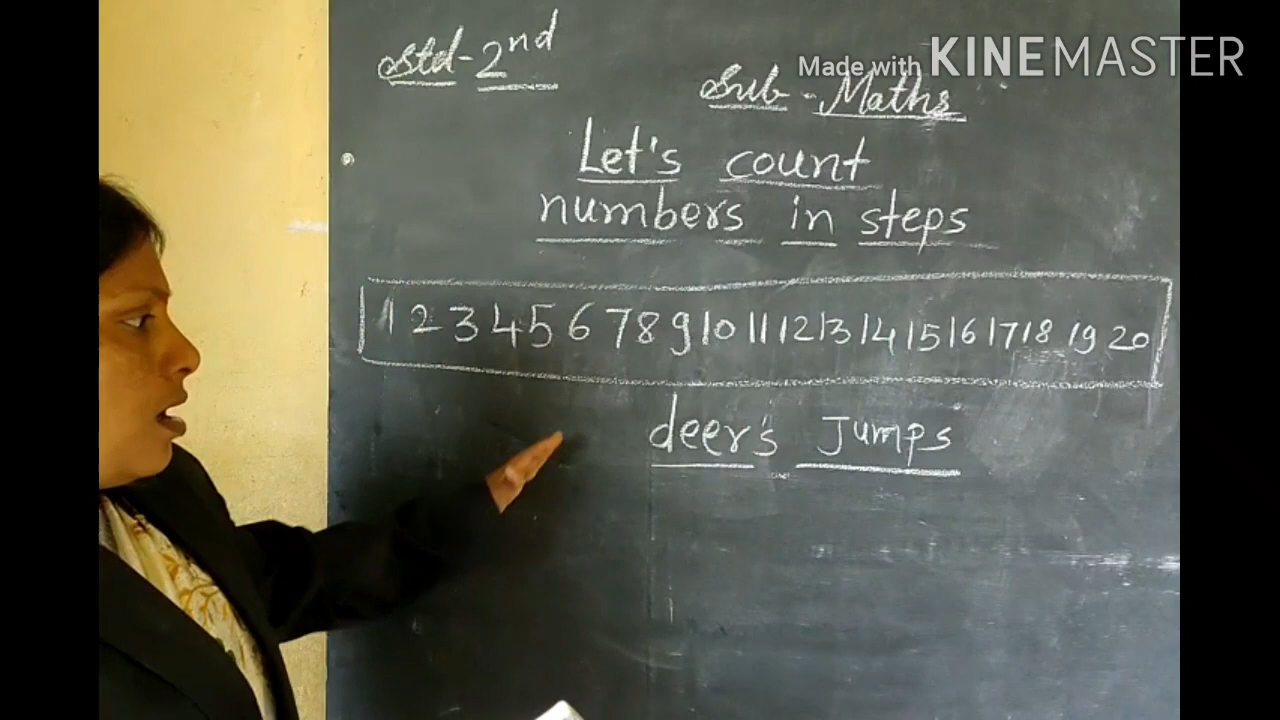 Std-2nd
Made with KINEMASTER
Sub-Maths
Let's count
numbers in steps
1 2 3 4 5 6 7 8 9 10 11 12 13 14 15 16 17 18 19 20
deer's Jumps